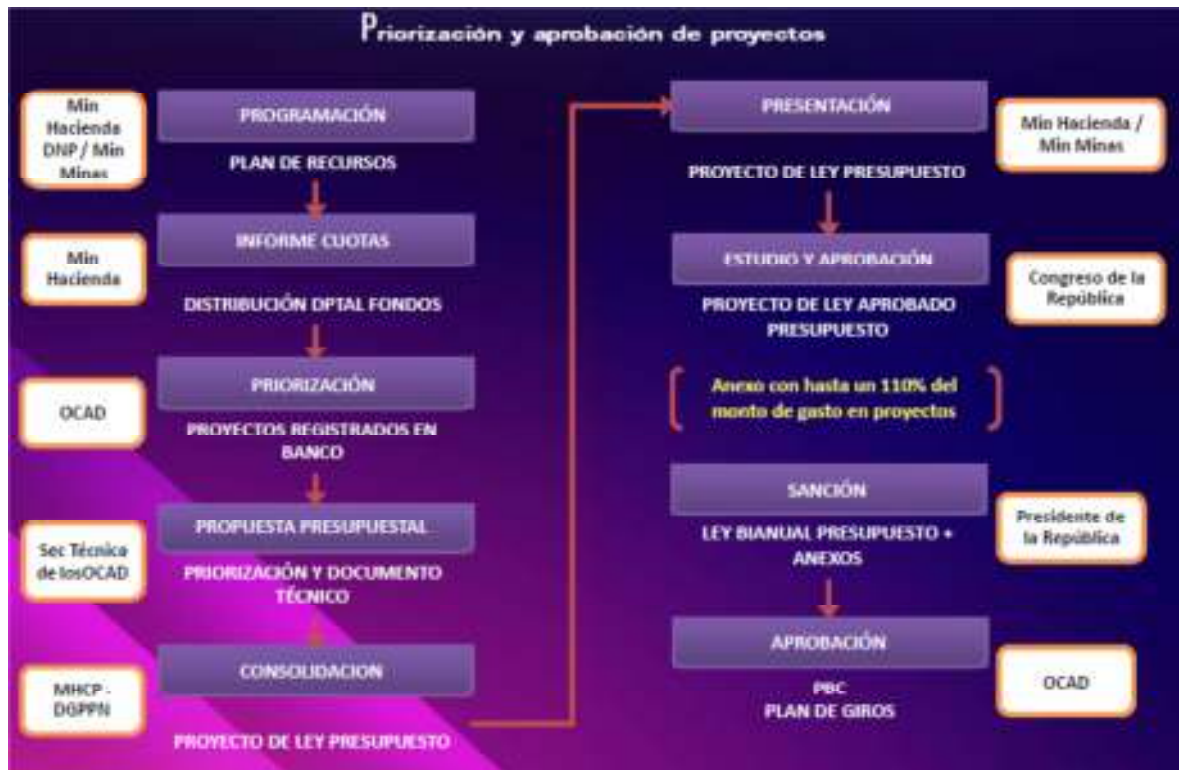 Priorización y aprobación de proyectos
Min
Hacienda
DNP / Min
Minas
PROGRAMACIÓN
PLAN DE RECURSOS
Min
Hacienda
INFORME CUOTAS
DISTRIBUCIÓN DPTAL FONDOS
OCAD
PRIORIZACIÓN
PROYECTOS REGISTRADOS EN
BANCO
Sec Técnica
de losOCAD
PROPUESTA PRESUPUESTAL
PRIORIZACIÓN Y DOCUMENTO
TÉCNICO
MHCP -
DGPPN
CONSOLIDACION
PROYECTO DE LEY PRESUPUESTO
PRESENTACIÓN
Min Hacienda /
Min Minas
PROYECTO DE LEY PRESUPUESTO
ESTUDIO Y APROBACIÓN
Congreso de la
República
PROYECTO DE LEY APROBADO
PRESUPUESTO
Anexo con hasta un 110% del
monto de gasto en proyectos
SANCIÓN
Presidente de
la República
LEY BIANUAL PRESUPUESTO +
ANEXOS
APROBACIÓN
OCAD
PBC
PLAN DE GIROS